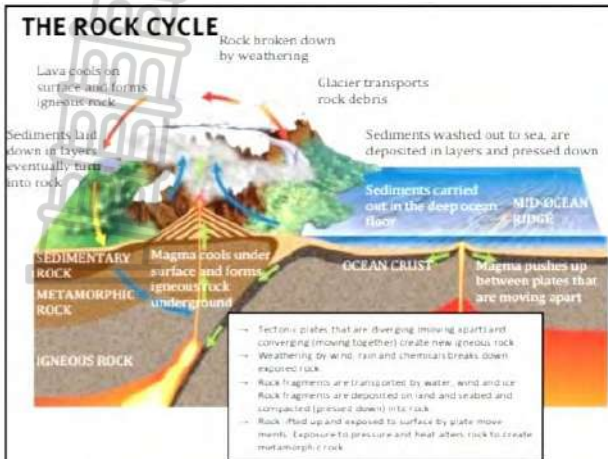 THE ROCK CYCLE
Rock broken down
by weathering
Lava cools on
surface and forms
igneous rock
Glacier transports
rock debris
Sediments laid
down in layers
eventually turn
into rock
Sediments washed out to sea, are
deposited in layers and pressed down
Sediments carried
out in the deep ocean
floor
MID-OCEAN
RIDGE
SEDIMENTARY
ROCK
Magma cools under
surface and forms
igneous rock
underground
OCEAN CRUST
Magma pushes up
between plates that
are moving apart
METAMORPHIC
ROCK
IGNEOUS ROCK
→ Tectonic plates that are diverging (moving apart) and
converging (moving together) create new igneous rock
→ Weathering by wind, rain and chemicals breaks down
exposed rock
→ Rock fragments are transported by water, wind and ice
Rock fragments are deposited on land and seabed and
compacted (pressed down) into rock
→ Rock lifted up and exposed to surface by plate move
ments. Exposure to pressure and heat alters rock to create
metamorphic rock